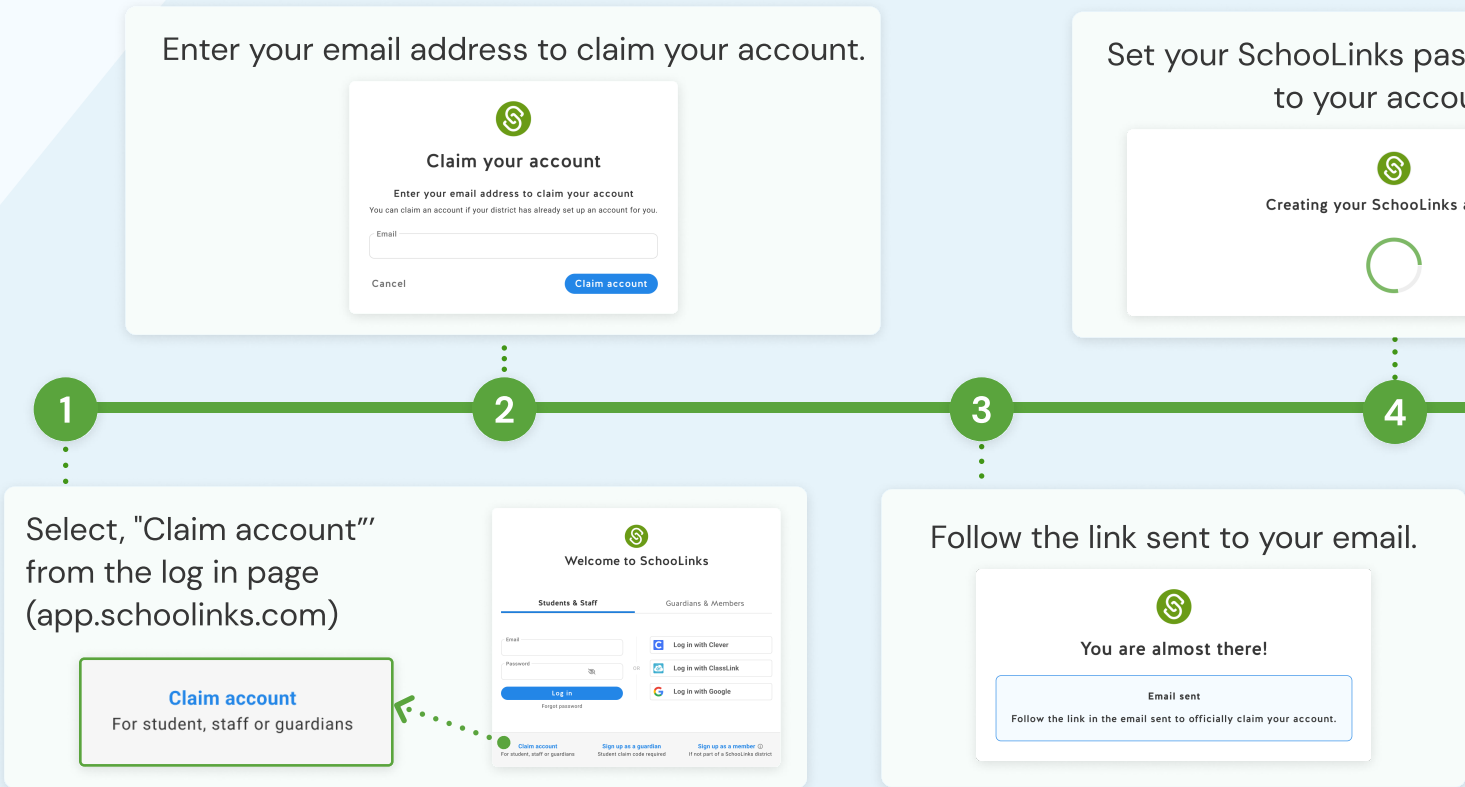 Enter your email address to claim your account.
Claim your account
Enter your email address to claim your account
You can claim an account if your district has already set up an account for you.
Email
Cancel
Claim account
Set your SchooLinks pas
to your accou
Creating your SchooLinks a
1
2
3
4
Select, "Claim account”’
from the log in page
(app.schoolinks.com)
Claim account
For student, staff or guardians
Welcome to SchooLinks
Students & Staff
Guardians & Members
Email
Password
Log in
Forgot password
OR
Log in with Clever
Log in with ClassLink
Log in with Google
Claim account
For student, staff or guardians
Sign up as a guardian
Student claim code required
Sign up as a member
If not part of a SchooLinks district
Follow the link sent to your email.
You are almost there!
Email sent
Follow the link in the email sent to officially claim your account.